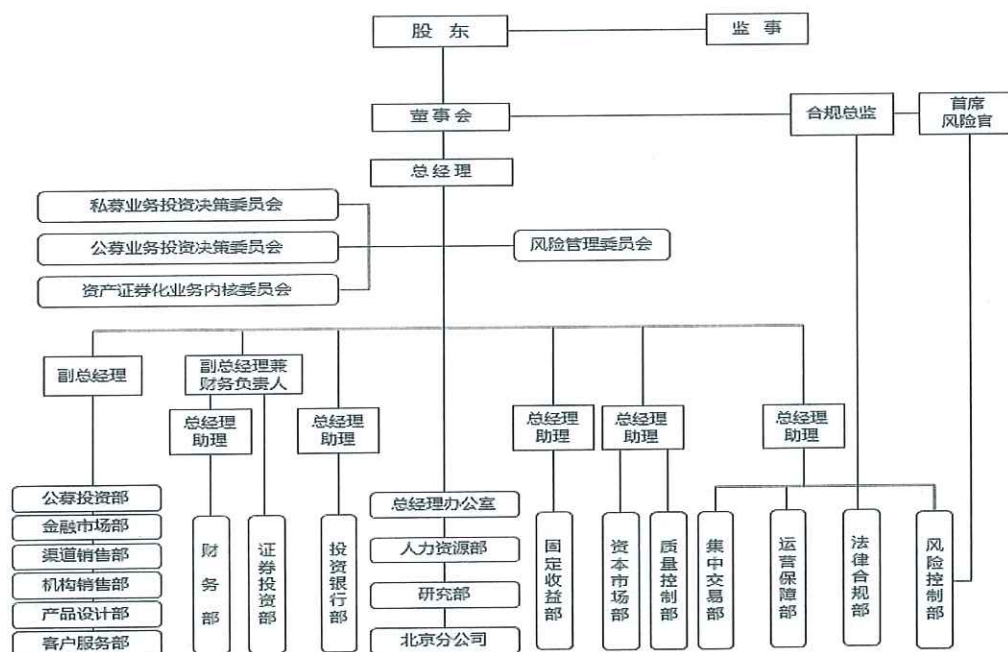 股 东
监 事
董事会
合规总监
首席
风险官
总经理
私募业务投资决策委员会
公募业务投资决策委员会
风险管理委员会
资产证券化业务内核委员会
副总经理
副总经理兼
财务负责人
总经理
助理
总经理
助理
总经理
助理
总经理
助理
总经理
助理
公募投资部
金融市场部
渠道销售部
机构销售部
产品设计部
客户服务部
财务部
证券投资部
投资银行部
总经理办公室
人力资源部
研究部
北京分公司
固定收益部
资本市场部
质量控制部
集中交易部
运营保障部
法律合规部
风险控制部